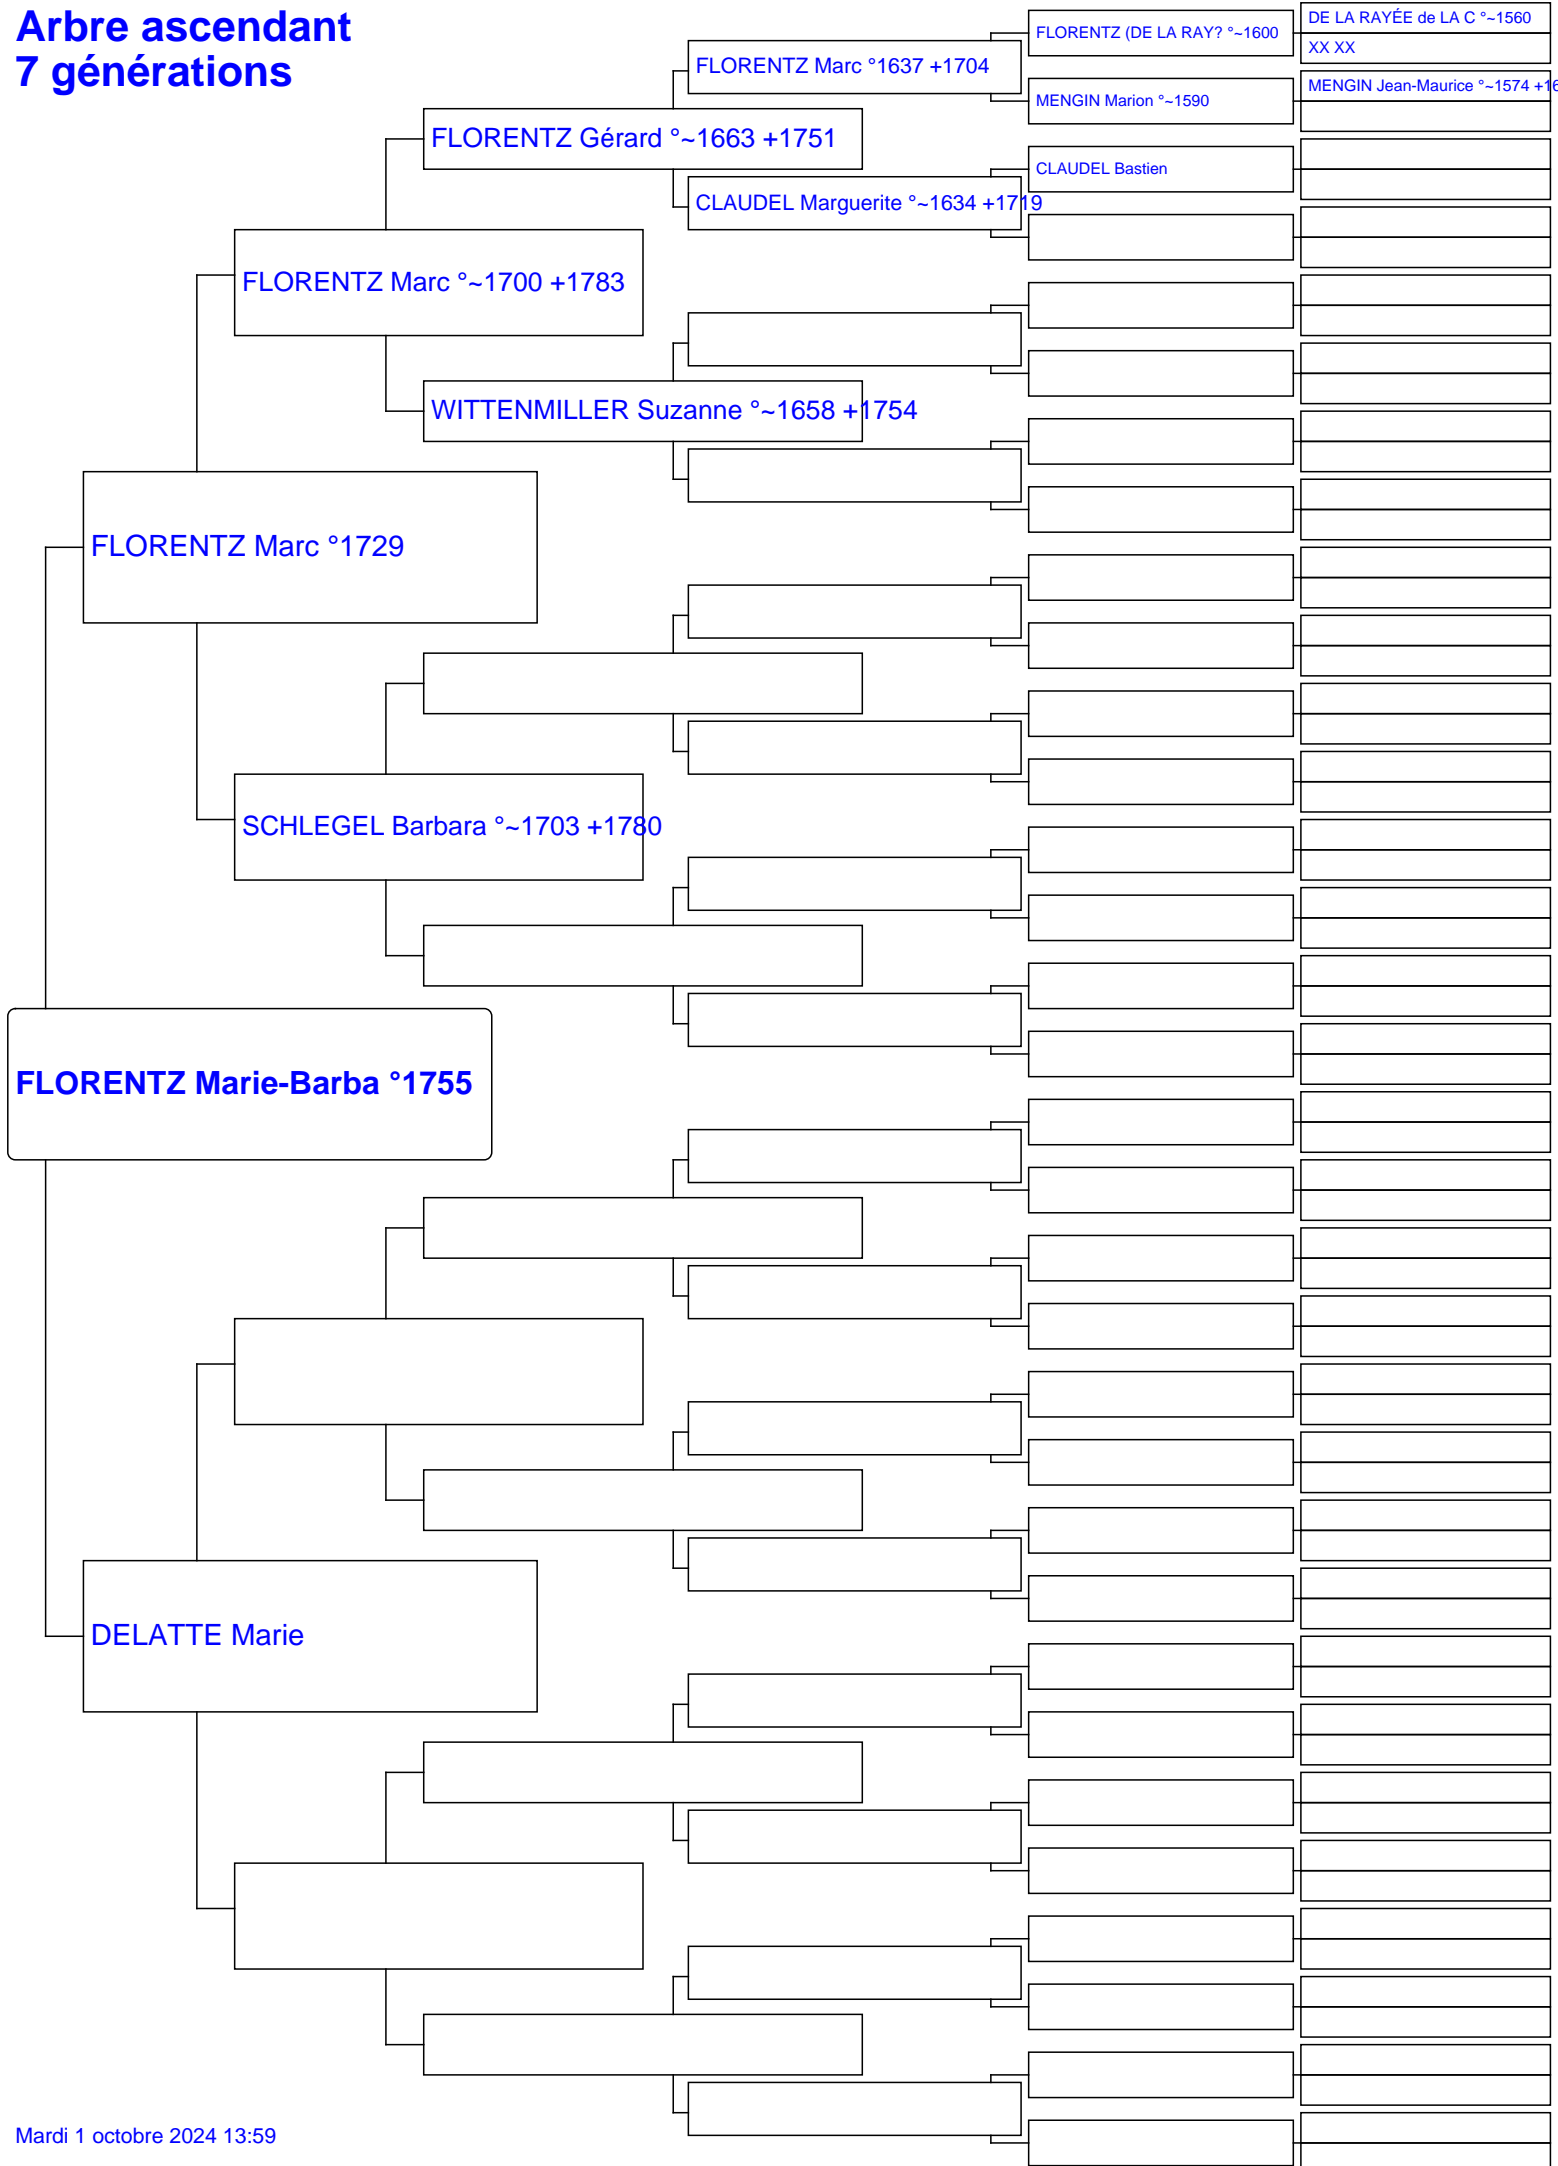 Arbre ascendant
7 générations
FLORENTZ (DE LA RAY? °~1600
DE LA RAYÉE de LA C °~1560
XX XX
FLORENTZ Marc °1637 +1704
MENGIN Marion °~1590
MENGIN Jean-Maurice °~1574 +16
FLORENTZ Gérard °~1663 +1751
CLAUDEL Bastien
CLAUDEL Marguerite °~1634 +1719
FLORENTZ Marc °~1700 +1783
WITTENMILLER Suzanne °~1658 +1754
FLORENTZ Marc °1729
SCHLEGEL Barbara °~1703 +1780
FLORENTZ Marie-Barba °1755
DELATTE Marie
Mardi 1 octobre 2024 13:59